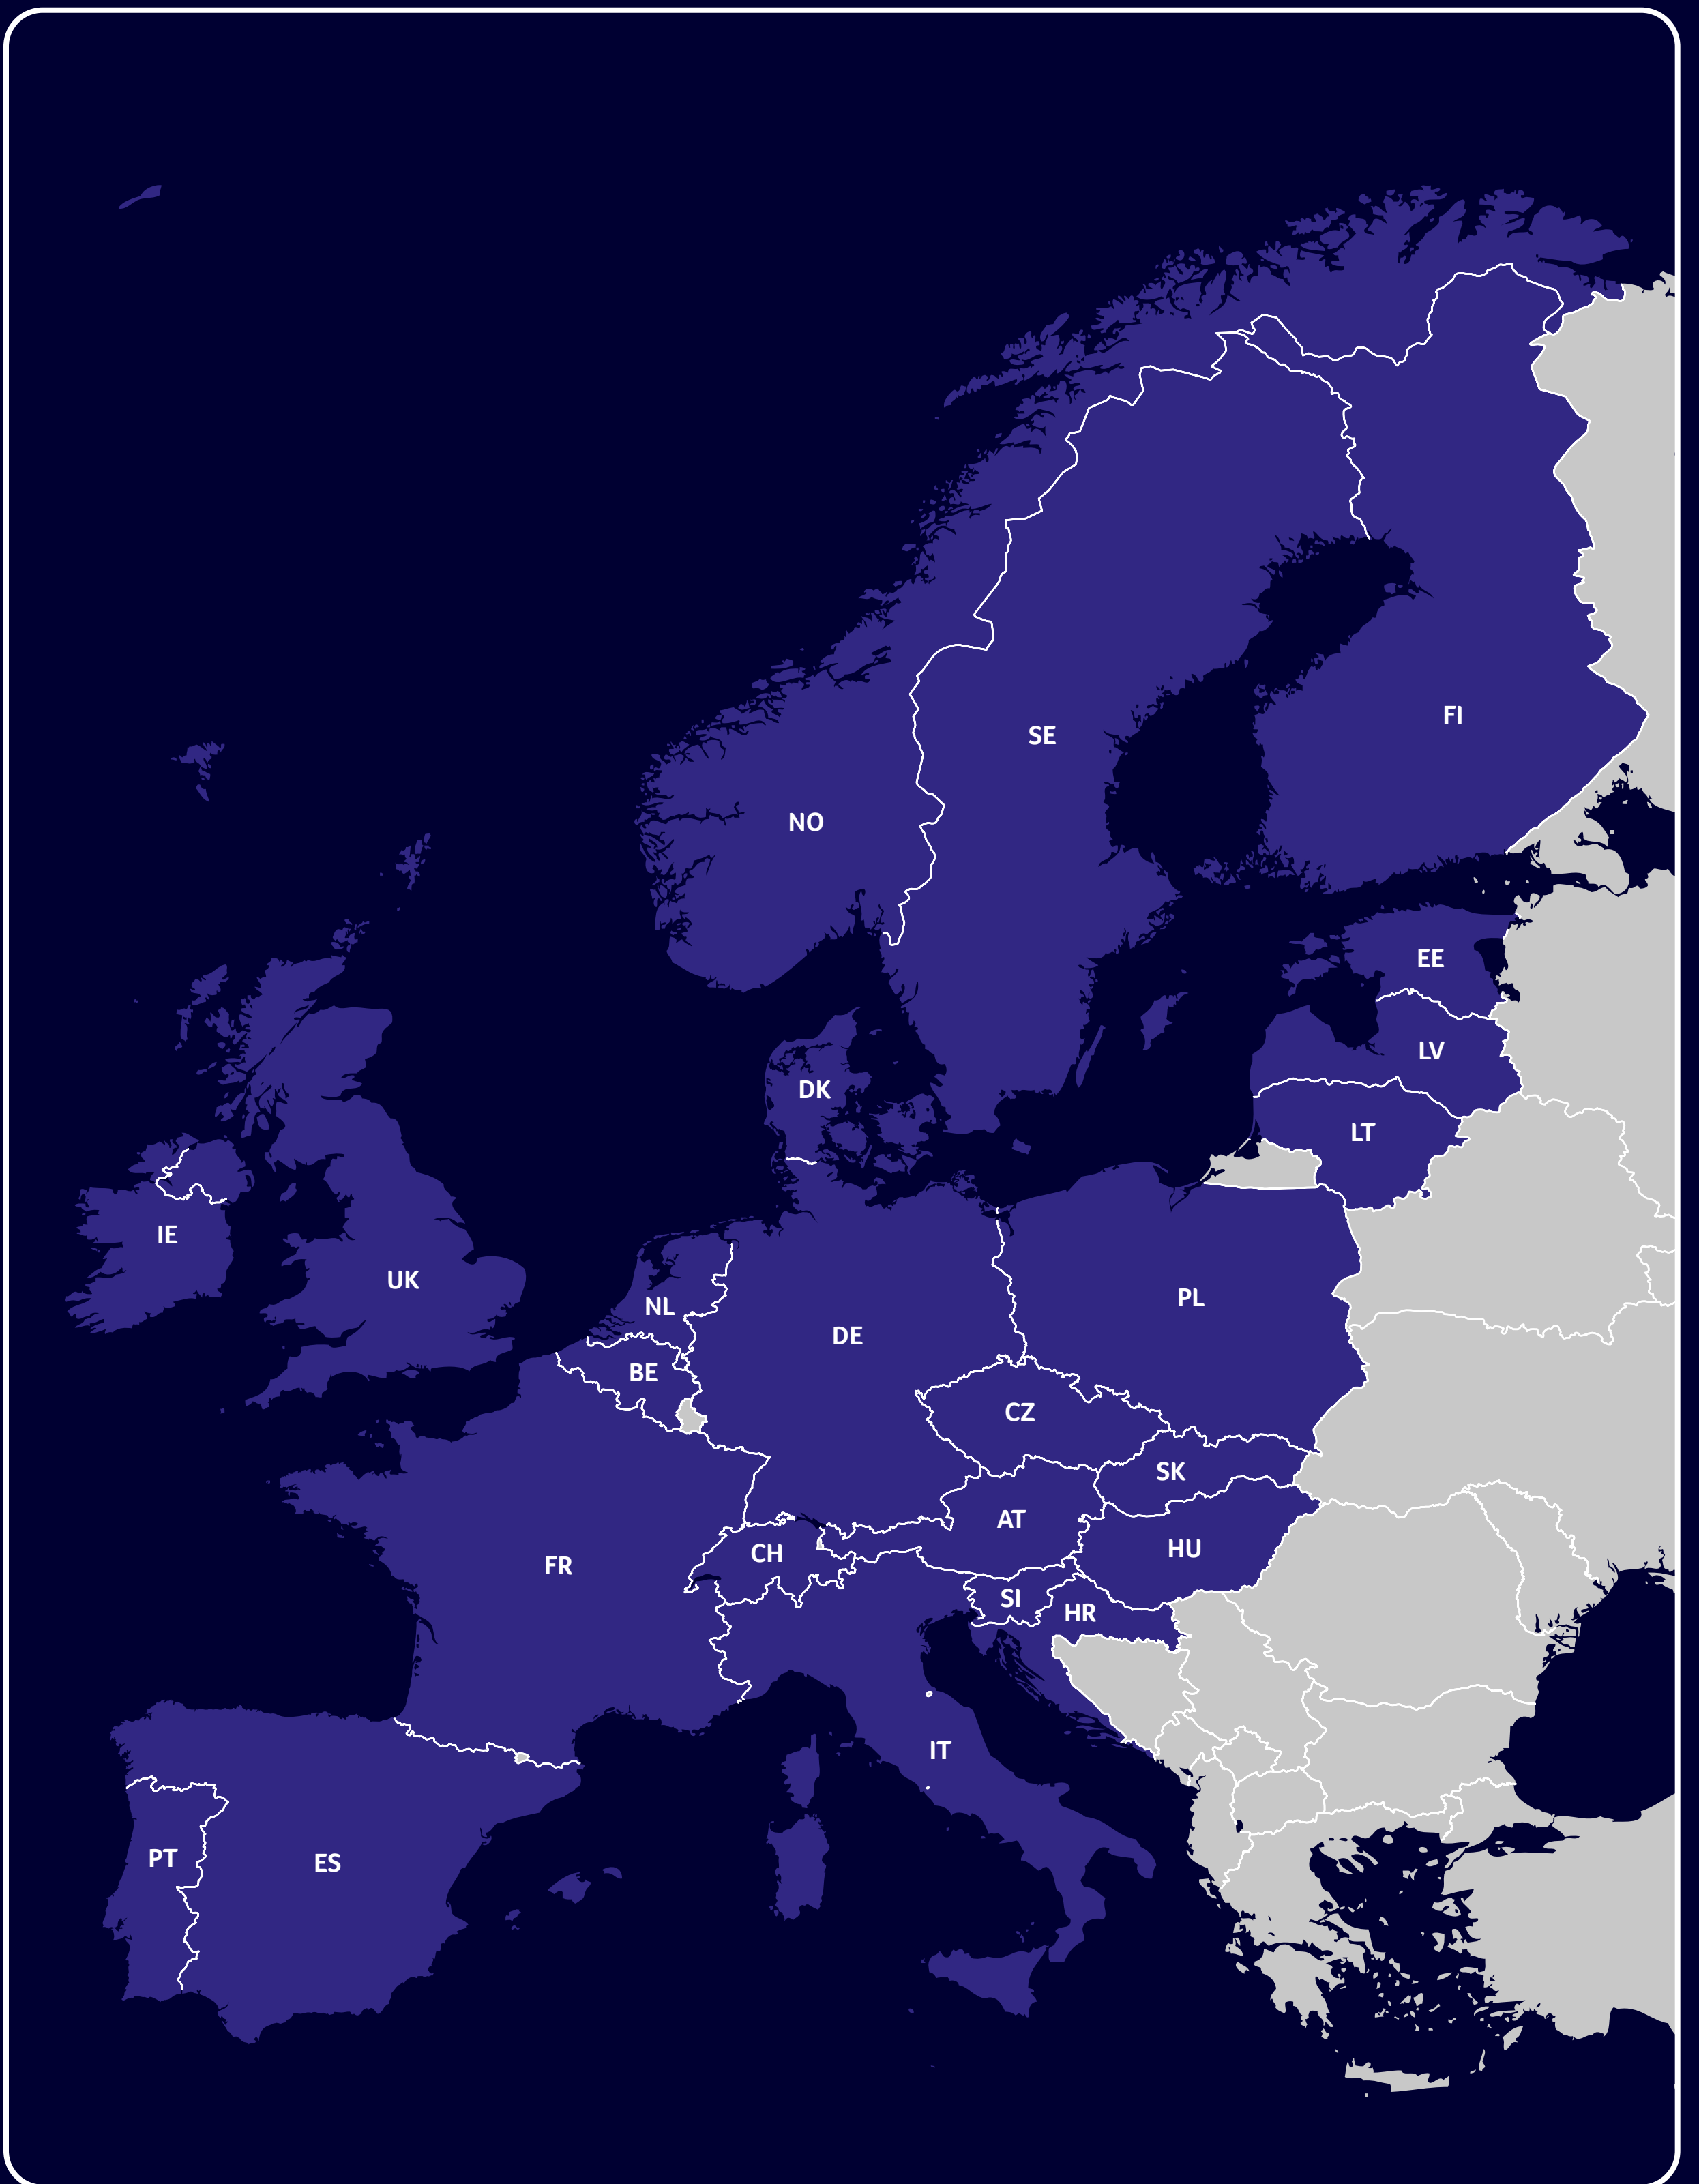 FI
SE
NO
EE
LV
DK
LT
IE
UK
PL
NL
DE
BE
CZ
SK
AT
HU
CH
FR
SI
HR
IT
PT
ES